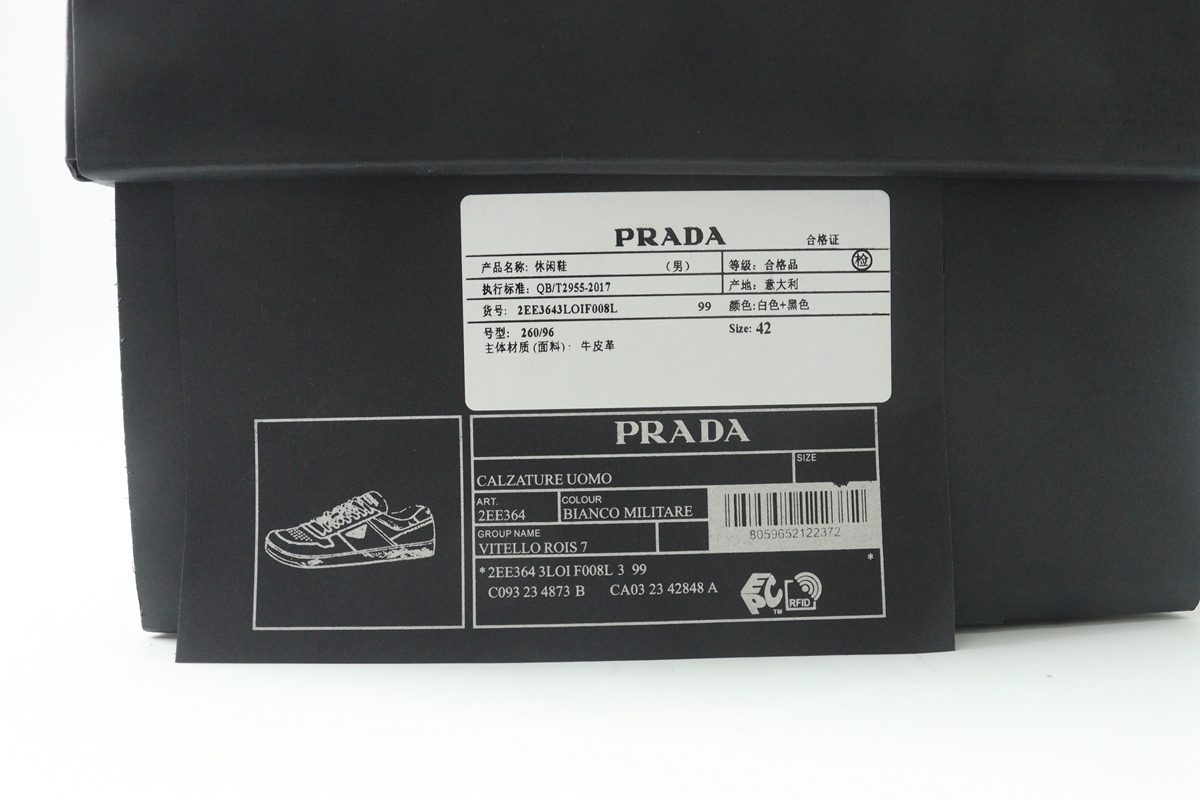 PRADA 合格证
产品名称: 休闲鞋 (男) 等级: 合格品 检
执行标准: QB/T2955-2017 产地: 意大利
货号: 2EE3643LOIF008L 99 颜色:白色+黑色
号型: 260/96 Size: 42
主体材质(面料): 牛皮革
PRADA
CALZATURE UOMO SIZE
ART. COLOUR
2EE364 BIANCO MILITARE
GROUP NAME
VITELLO ROIS 7
8059652122372
*2EE364 3LOI F008L 3 99 *
C093 23 4873 B CA03 23 42848 A
EPC TM RFID